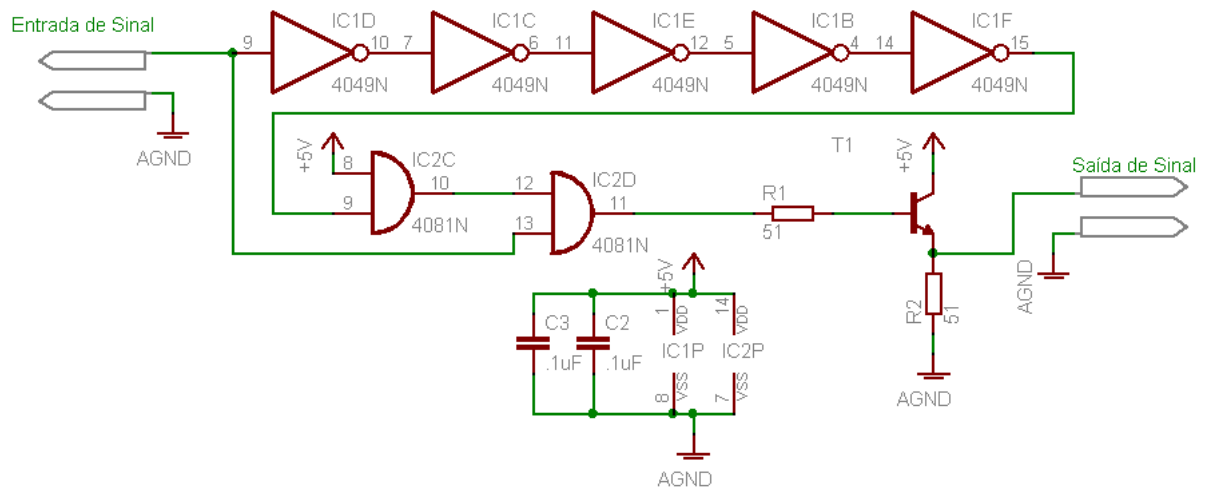 Entrada de Sinal
IC1D
IC1C
IC1E
IC1B
IC1F
9
10
7
6
11
12
5
4
14
15
4049N
4049N
4049N
4049N
4049N
AGND
+5V
8
9
IC2C
10
4081N
12
13
IC2D
11
4081N
R1
51
T1
+5V
Saída de Sinal
AGND
R2
51
AGND
+5V
C3
.1uF
C2
.1uF
1
VDD
IC1P
8
VSS
14
VDD
IC2P
7
VSS
AGND